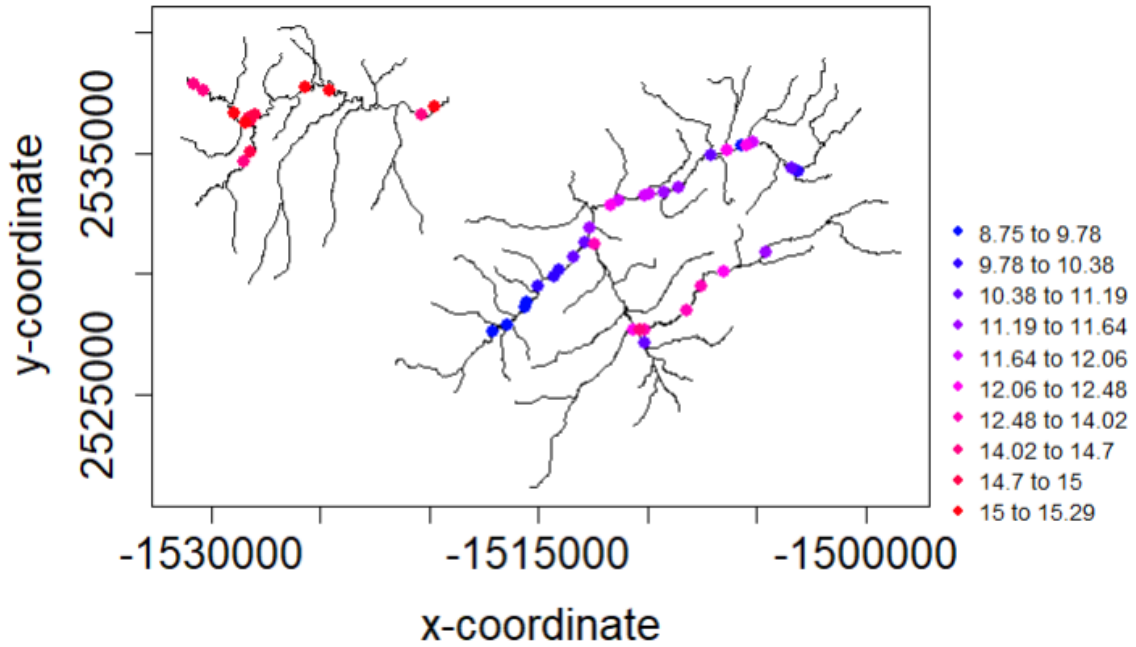 y-coordinate
2535000
2525000
-1530000
-1515000
-1500000
x-coordinate
8.75 to 9.78
9.78 to 10.38
10.38 to 11.19
11.19 to 11.64
11.64 to 12.06
12.06 to 12.48
12.48 to 14.02
14.02 to 14.7
14.7 to 15
15 to 15.29